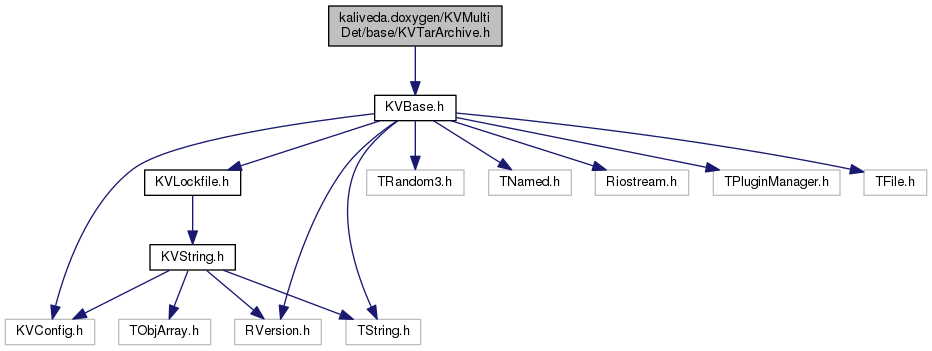 kaliveda.doxygen/KVMulti
Det/base/KVTarArchive.h
KVBase.h
KVLockfile.h
TRandom3.h
TNamed.h
Riostream.h
TPluginManager.h
TFile.h
KVString.h
KVConfig.h
TObjArray.h
RVersion.h
TString.h